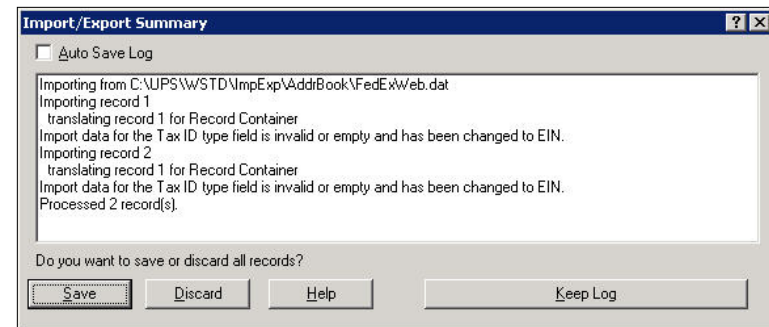 Import/Export Summary
Auto Save Log
Importing from C:\UPS\WSTD\ImpExp\AddrBook\FedExWeb.dat
Importing record 1
translating record 1 for Record Container
Import data for the Tax ID type field is invalid or empty and has been changed to EIN.
Importing record 2
translating record 1 for Record Container
Import data for the Tax ID type field is invalid or empty and has been changed to EIN.
Processed 2 record(s).
Do you want to save or discard all records?
Save Discard Help Keep Log